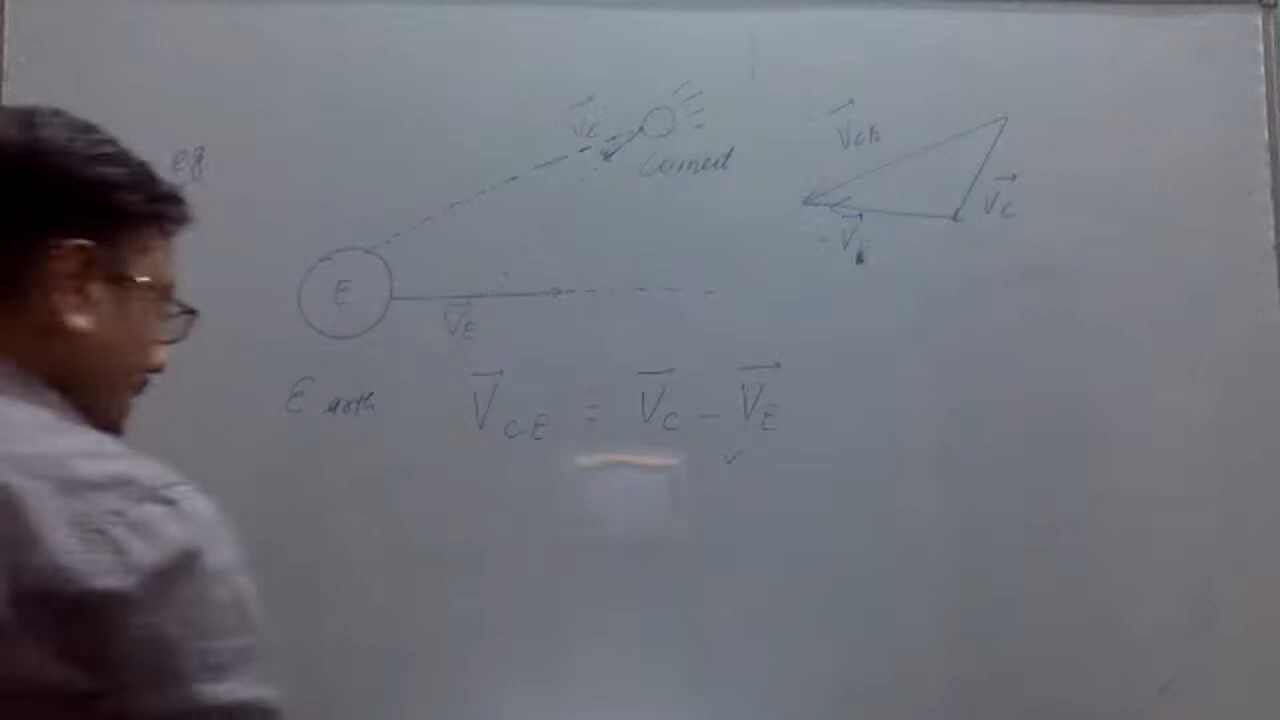 eg
V⃗C
Comet
E
V⃗E
Earth
V⃗CE = V⃗C - V⃗E
V⃗CE
V⃗C
-V⃗E